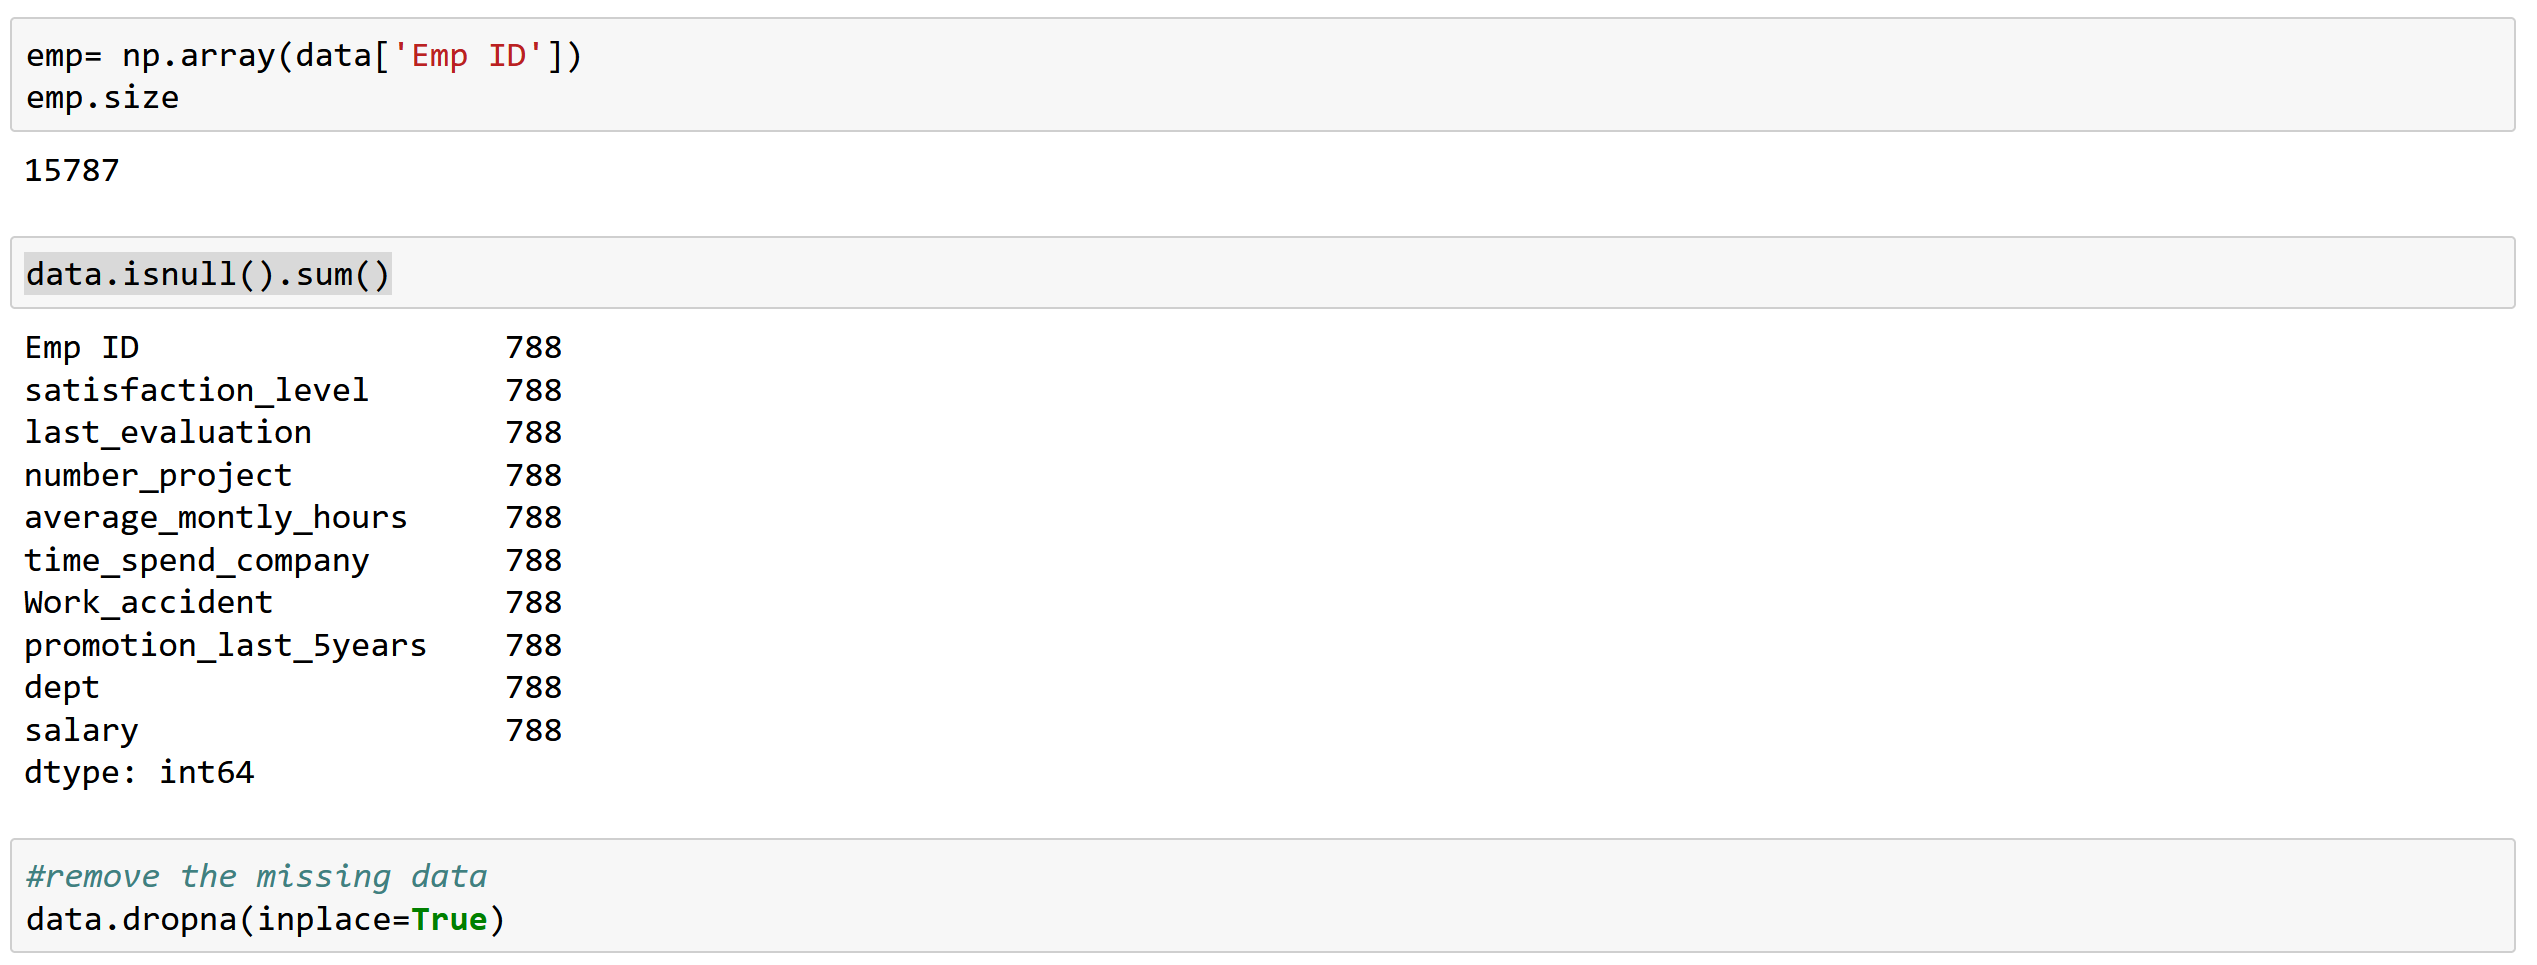 emp= np.array(data['Emp ID'])
emp.size
15787
data.isnull().sum()
Emp ID 788
satisfaction_level 788
last_evaluation 788
number_project 788
average_montly_hours 788
time_spend_company 788
Work_accident 788
promotion_last_5years 788
dept 788
salary 788
dtype: int64
#remove the missing data
data.dropna(inplace=True)